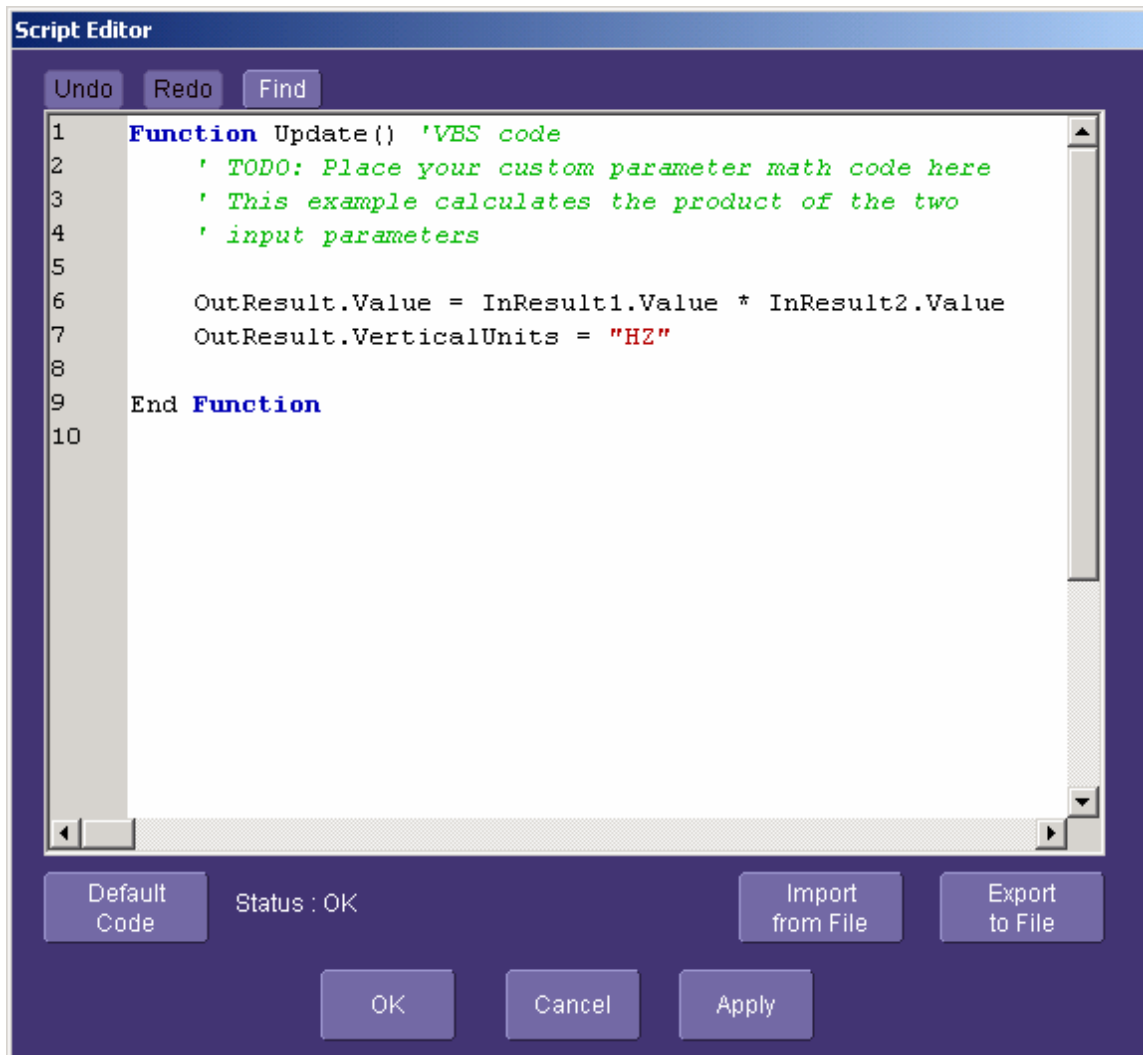 Script Editor
Undo Redo Find
1 Function Update() 'VBS code
2 ' TODO: Place your custom parameter math code here
3 ' This example calculates the product of the two
4 ' input parameters
5
6 OutResult.Value = InResult1.Value * InResult2.Value
7 OutResult.VerticalUnits = "HZ"
8
9 End Function
10
Default
Code
Status : OK
Import
from File
Export
to File
OK Cancel Apply